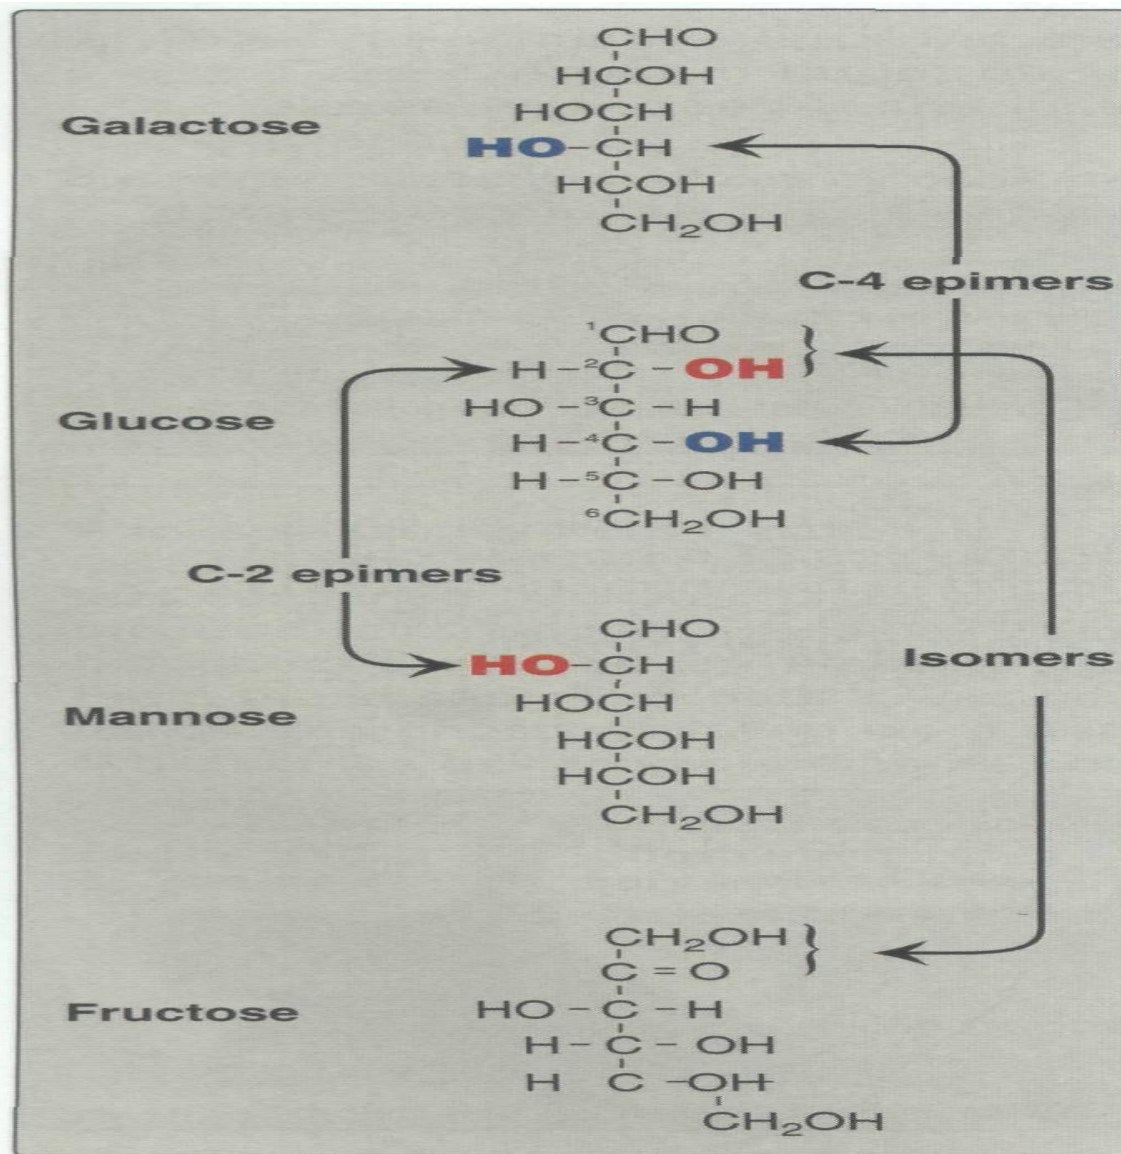 CHO
HCOH
HOCH
Galactose
HO-CH
HCOH
CH₂OH
C-4 epimers
¹CHO }
H-²C-OH
HO-³C-H
Glucose
H-⁴C-OH
H-⁵C-OH
⁶CH₂OH
C-2 epimers
CHO
HO-CH
Isomers
HOCH
Mannose
HCOH
HCOH
CH₂OH
CH₂OH }
C=O
Fructose
HO-C-H
H-C-OH
H C-OH
CH₂OH